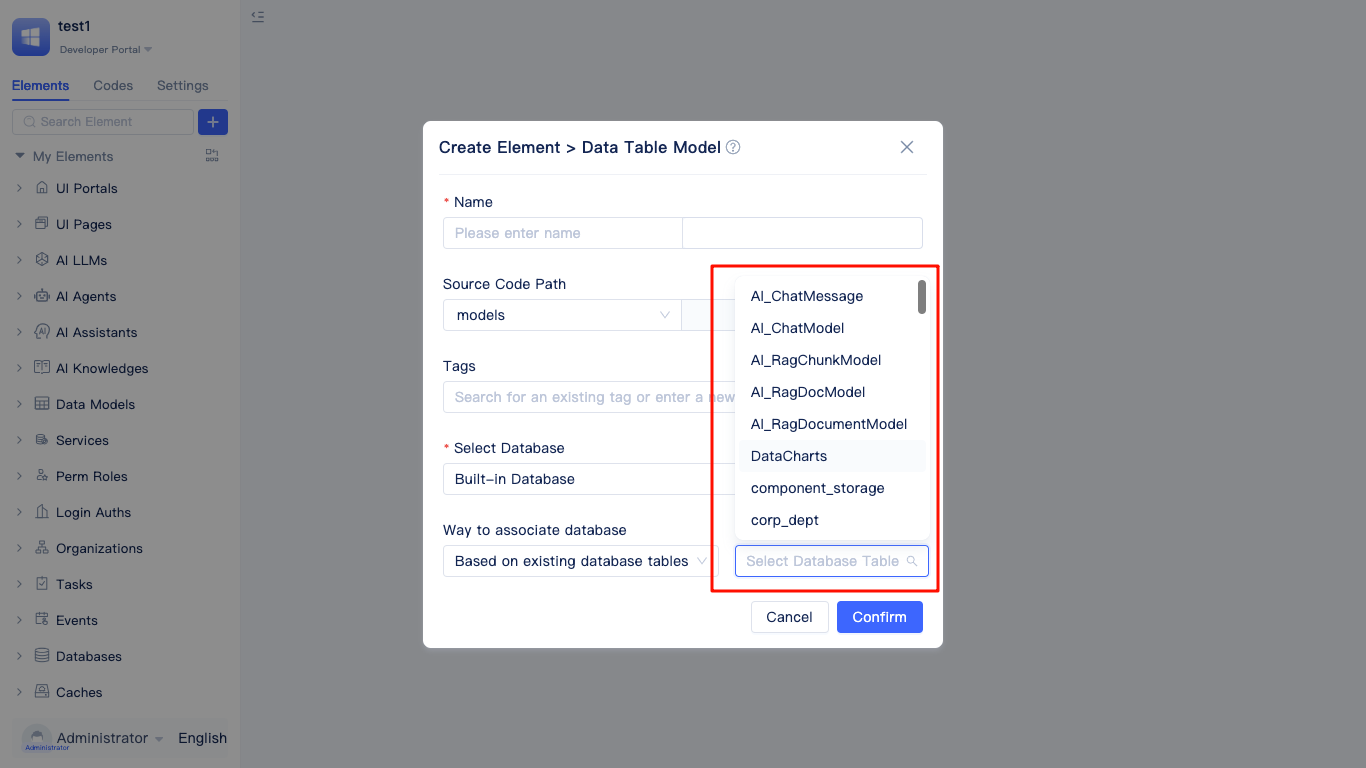 test1
Developer Portal
Elements Codes Settings
Search Element
My Elements
UI Portals
UI Pages
AI LLMs
AI Agents
AI Assistants
AI Knowledges
Data Models
Services
Perm Roles
Login Auths
Organizations
Tasks
Events
Databases
Caches
Administrator
Administrator
English
Create Element > Data Table Model
* Name
Please enter name
Source Code Path
models
Tags
Search for an existing tag or enter a new
* Select Database
Built-in Database
Way to associate database
Based on existing database tables
AI_ChatMessage
AI_ChatModel
AI_RagChunkModel
AI_RagDocModel
AI_RagDocumentModel
DataCharts
component_storage
corp_dept
Select Database Table
Cancel Confirm